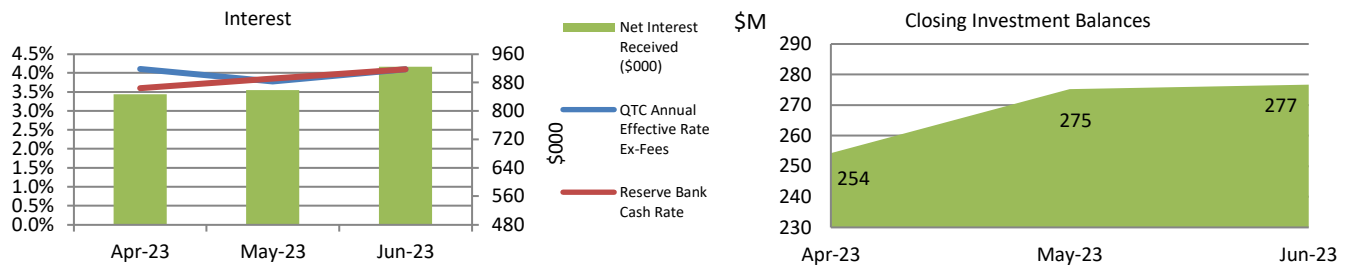 Interest
4.5%
4.0%
3.5%
3.0%
2.5%
2.0%
1.5%
1.0%
0.5%
0.0%
960
880
800
720
640
560
480
$000
Apr-23
May-23
Jun-23
Net Interest
Received
($000)
QTC Annual
Effective Rate
Ex-Fees
Reserve Bank
Cash Rate
$M
Closing Investment Balances
290
280
270
260
250
240
230
254
275
277
Apr-23
May-23
Jun-23